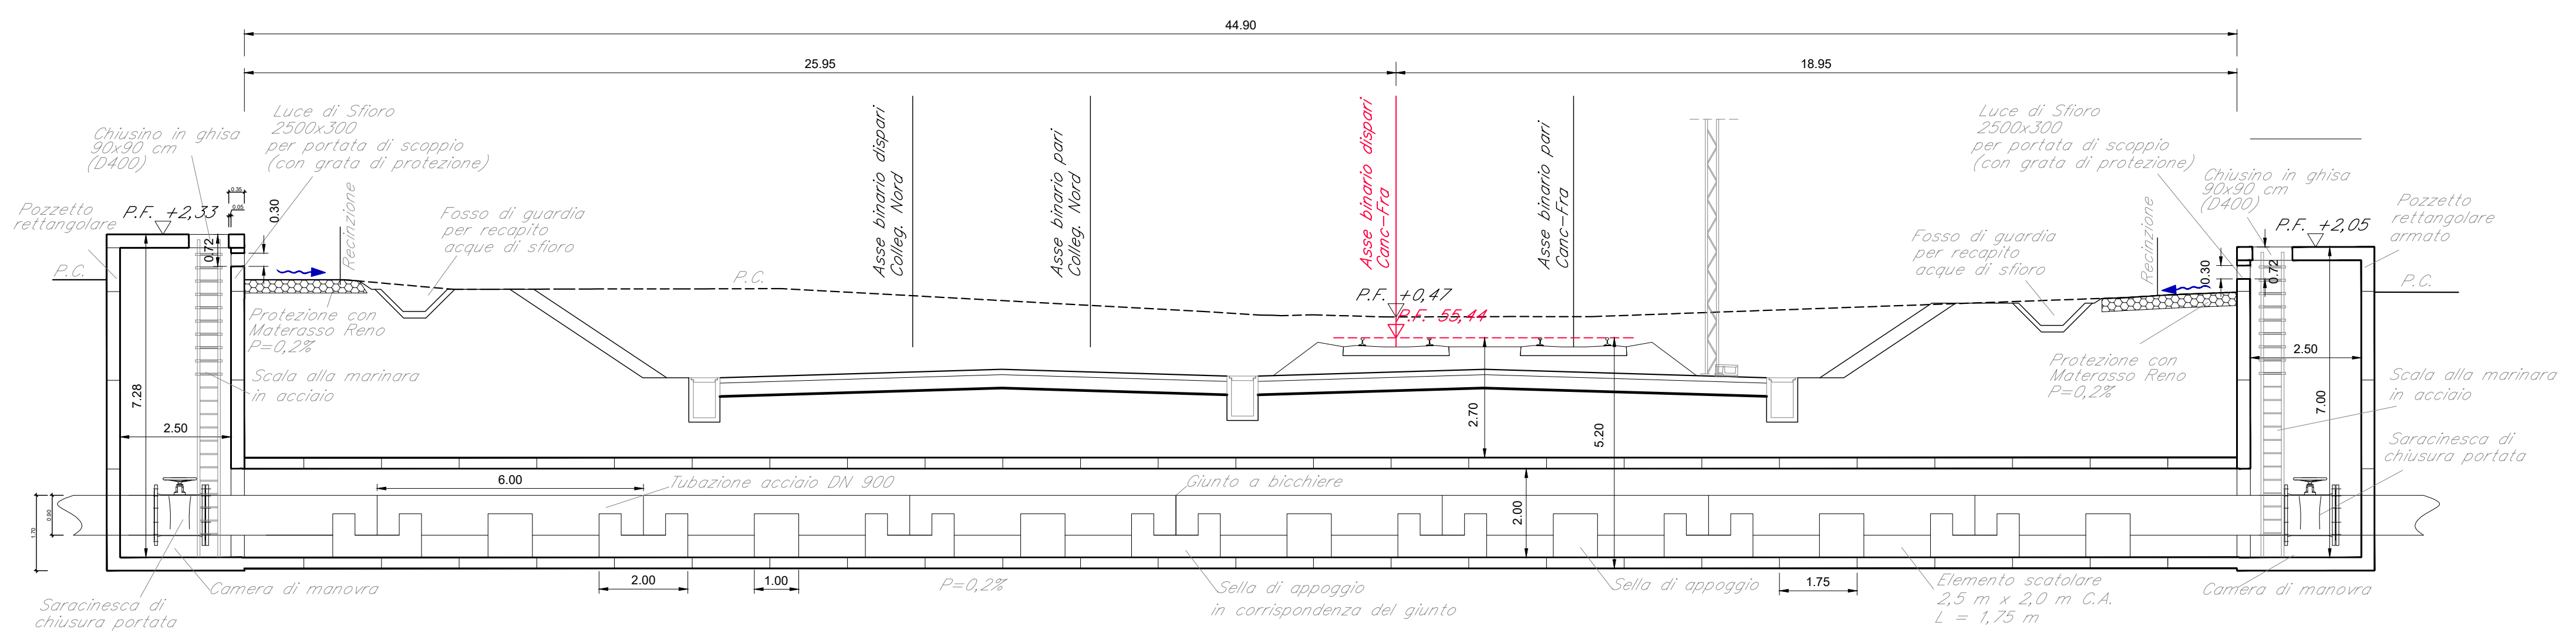 44.90
25.95
18.95
Luce di Sfioro
2500x300
per portata di scoppio
(con grata di protezione)
Chiusino in ghisa
90x90 cm
(D400)
0.35
0.05
0.30
0.72
Pozzetto
rettangolare
P.F. +2,33
P.C.
Recinzione
Fosso di guardia
per recapito
acque di sfioro
Protezione con
Materasso Reno
P=0,2%
Scala alla marinara
in acciaio
7.28
2.50
P.C.
Asse binario dispari
Colleg. Nord
Asse binario pari
Colleg. Nord
Asse binario dispari
Canc-Fra
Asse binario pari
Canc-Fra
P.F. +0,47
P.F. 55,44
Luce di Sfioro
2500x300
per portata di scoppio
(con grata di protezione)
Chiusino in ghisa
90x90 cm
(D400)
Pozzetto
rettangolare
armato
P.F. +2,05
P.C.
Recinzione
Fosso di guardia
per recapito
acque di sfioro
0.30
0.72
Protezione con
Materasso Reno
P=0,2%
2.50
7.00
Scala alla marinara
in acciaio
Saracinesca di
chiusura portata
2.70
5.20
2.00
6.00
Tubazione acciaio DN 900
Giunto a bicchiere
1.70
0.90
2.00
1.00
1.75
P=0,2%
Camera di manovra
Saracinesca di
chiusura portata
Sella di appoggio
in corrispondenza del giunto
Sella di appoggio
Elemento scatolare
2,5 m x 2,0 m C.A.
L = 1,75 m
Camera di manovra